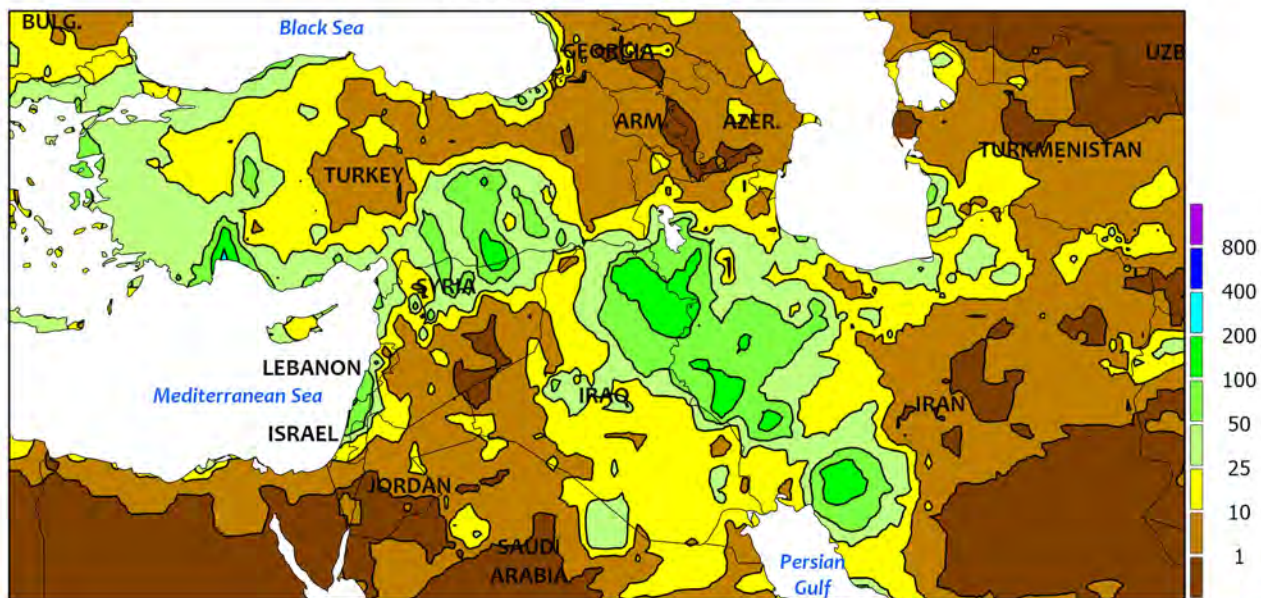 BULG.
Black Sea
GEORGIA
UZB
ARM.
AZER.
TURKMENISTAN
TURKEY
SYRIA
LEBANON
Mediterranean Sea
IRAQ
IRAN
ISRAEL
JORDAN
SAUDI
ARABIA
Persian
Gulf
800
400
200
100
50
25
10
1